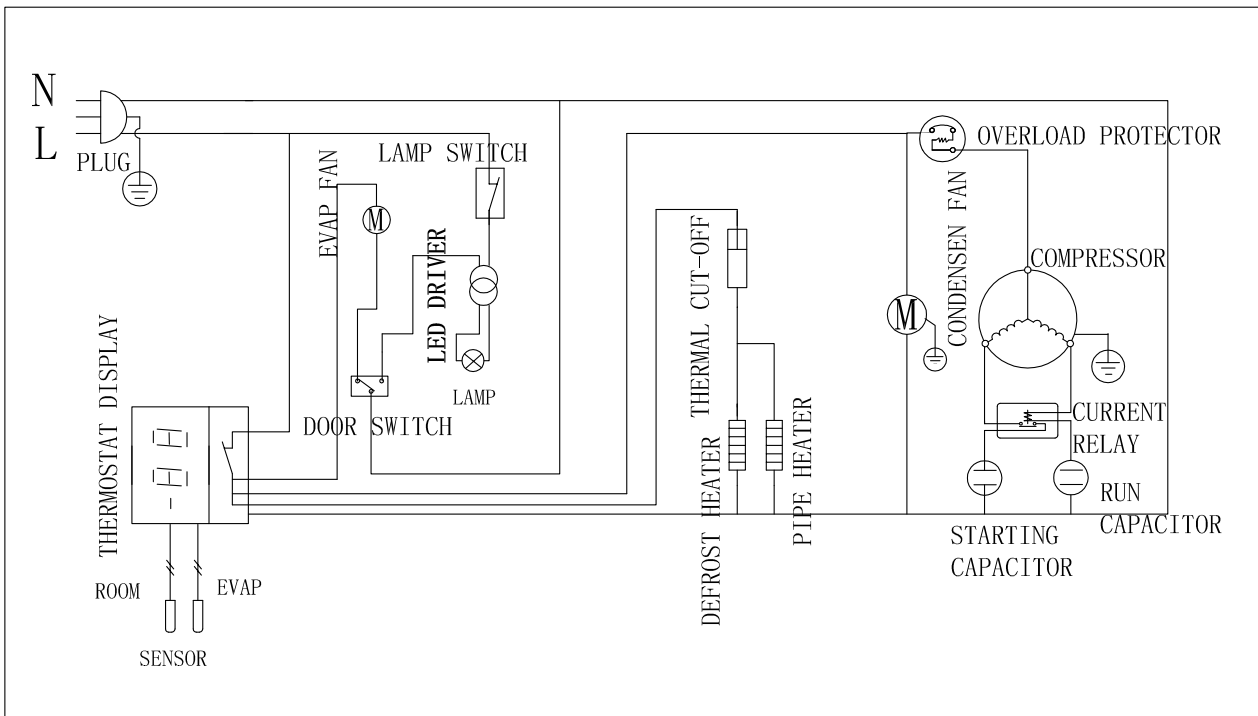 N
L
PLUG
LAMP SWITCH
EVAP FAN
LED DRIVER
LAMP
DOOR SWITCH
THERMOSTAT DISPLAY
ROOM
EVAP
SENSOR
THERMAL CUT-OFF
DEFROST HEATER
PIPE HEATER
M
M
CONDENSEN FAN
OVERLOAD PROTECTOR
COMPRESSOR
CURRENT
RELAY
RUN
CAPACITOR
STARTING
CAPACITOR